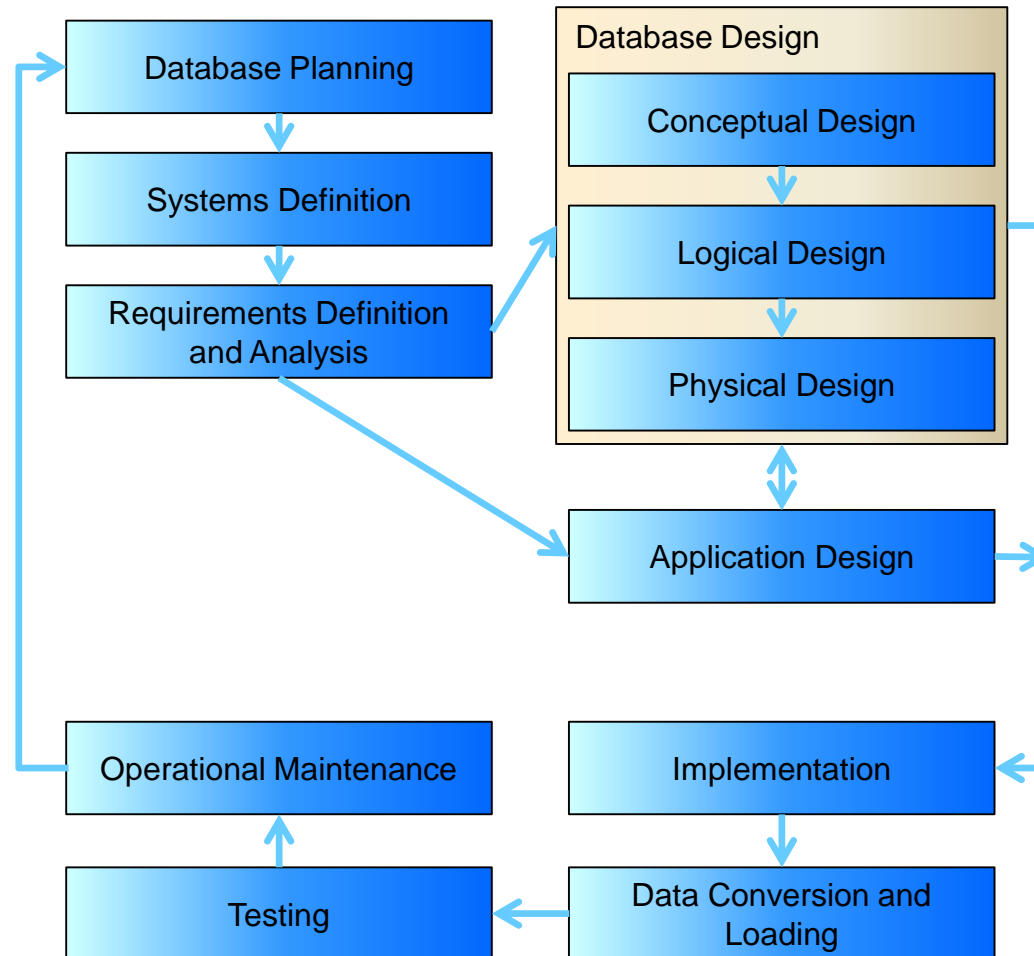 Database Planning
Systems Definition
Requirements Definition
and Analysis
Database Design
Conceptual Design
Logical Design
Physical Design
Application Design
Operational Maintenance
Implementation
Testing
Data Conversion and
Loading